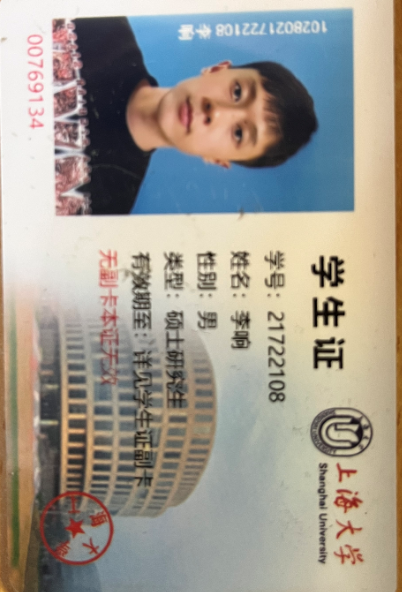 上海大学
Shanghai University
学生证
学号：21722108
姓名：李响
性别：男
类型：硕士研究生
有效期至：详见学生证副卡
无副卡本证无效
1028021722108 李响
00769134